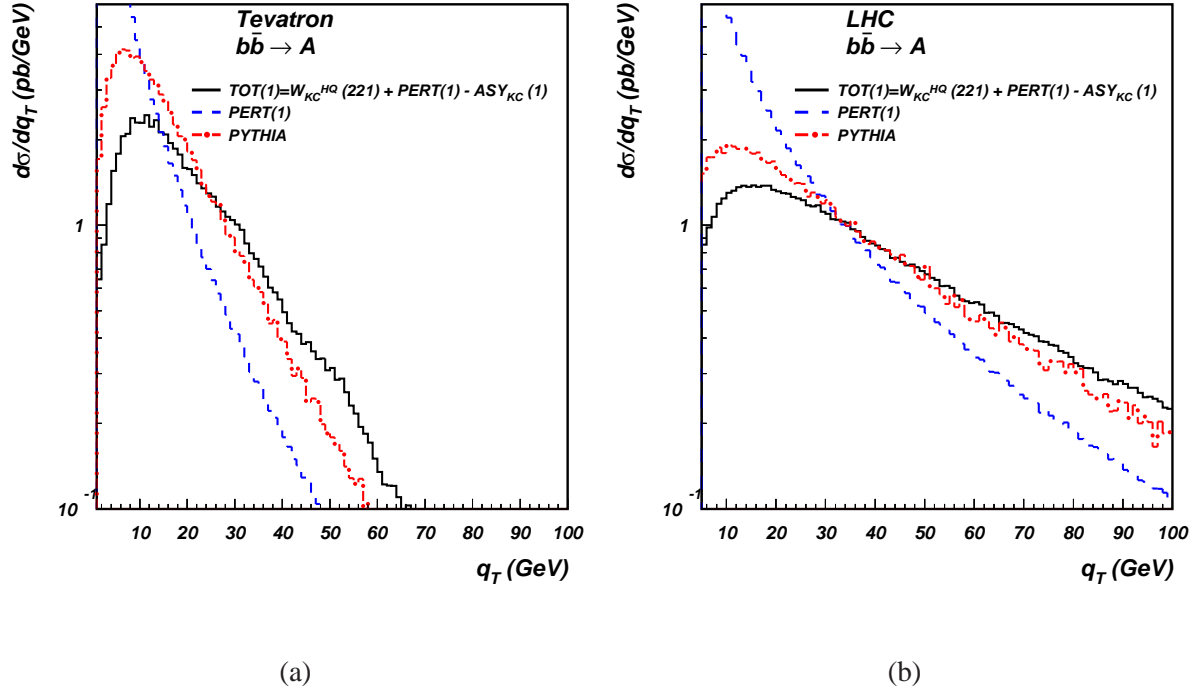 Tevatron
bb̄ → A
TOT(1)=W_KC^HQ (221) + PERT(1) - ASY_KC (1)
PERT(1)
PYTHIA
dσ/dq_T (pb/GeV)
1
10^-1
10 20 30 40 50 60 70 80 90 100
q_T (GeV)
(a)
LHC
bb̄ → A
TOT(1)=W_KC^HQ (221) + PERT(1) - ASY_KC (1)
PERT(1)
PYTHIA
dσ/dq_T (pb/GeV)
1
10^-1
10 20 30 40 50 60 70 80 90 100
q_T (GeV)
(b)